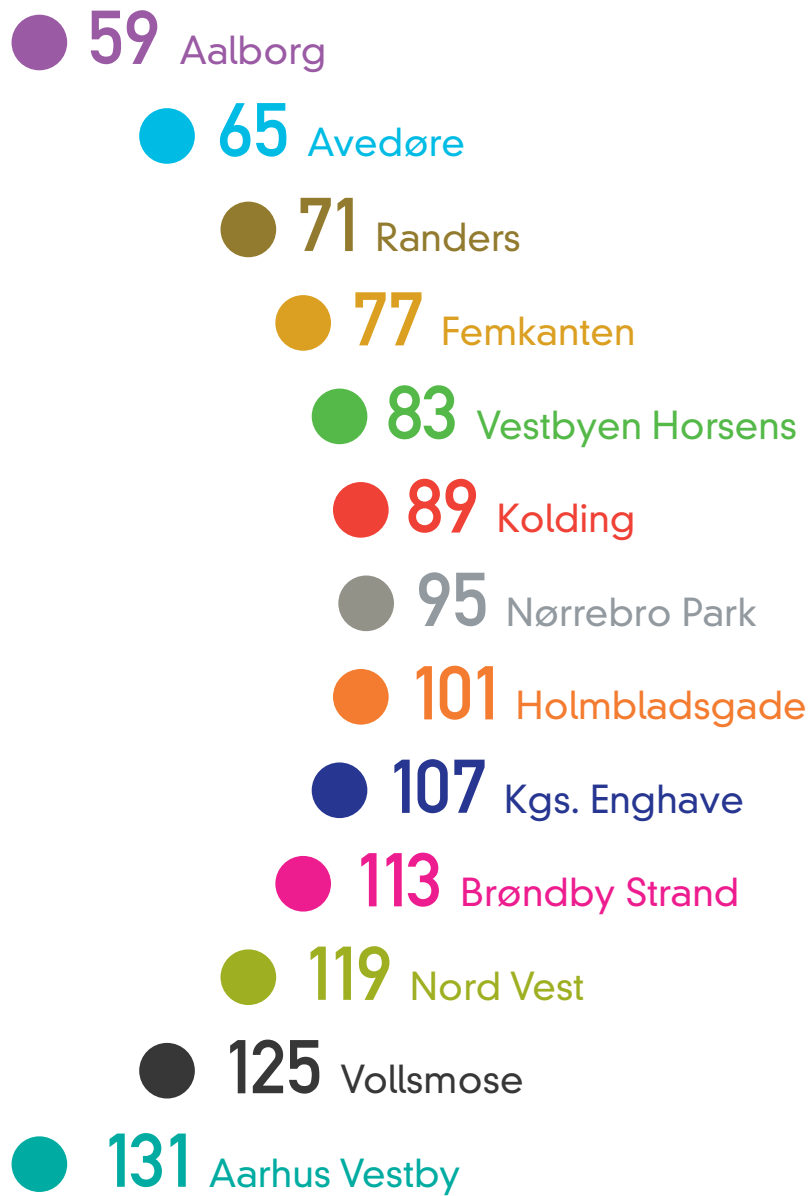 59 Aalborg
65 Avedøre
71 Randers
77 Femkanten
83 Vestbyen Horsens
89 Kolding
95 Nørrebro Park
101 Holmbladsgade
107 Kgs. Enghave
113 Brøndby Strand
119 Nord Vest
125 Vollsmose
131 Aarhus Vestby